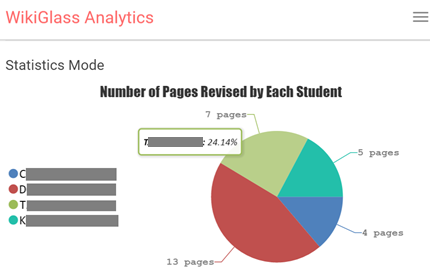 WikiGlass Analytics
Statistics Mode
Number of Pages Revised by Each Student
7 pages
T : 24.14%
5 pages
C
D
T
K
4 pages
13 pages